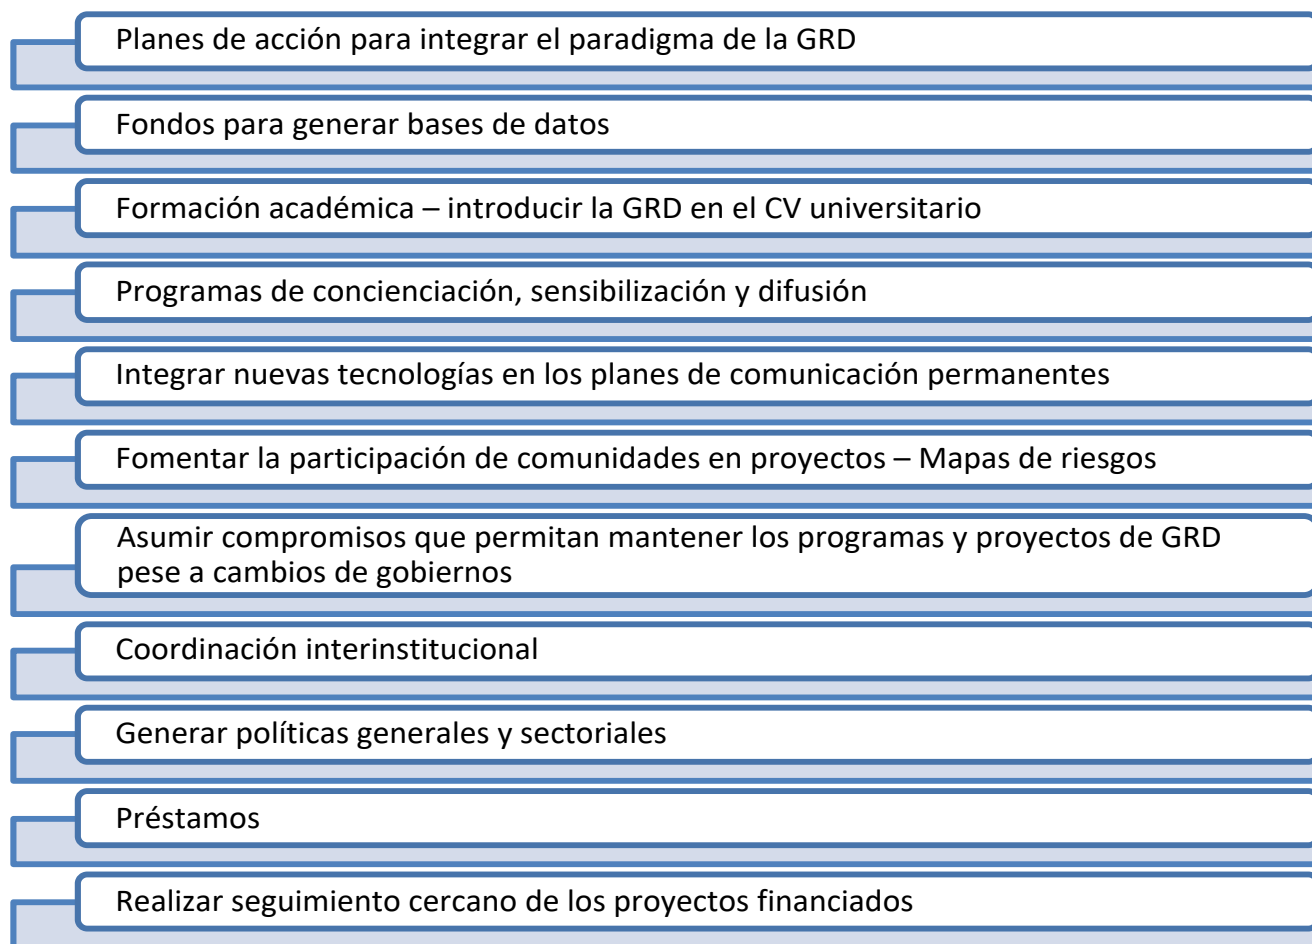 Planes de acción para integrar el paradigma de la GRD
Fondos para generar bases de datos
Formación académica – introducir la GRD en el CV universitario
Programas de concienciación, sensibilización y difusión
Integrar nuevas tecnologías en los planes de comunicación permanentes
Fomentar la participación de comunidades en proyectos – Mapas de riesgos
Asumir compromisos que permitan mantener los programas y proyectos de GRD
pese a cambios de gobiernos
Coordinación interinstitucional
Generar políticas generales y sectoriales
Préstamos
Realizar seguimiento cercano de los proyectos financiados